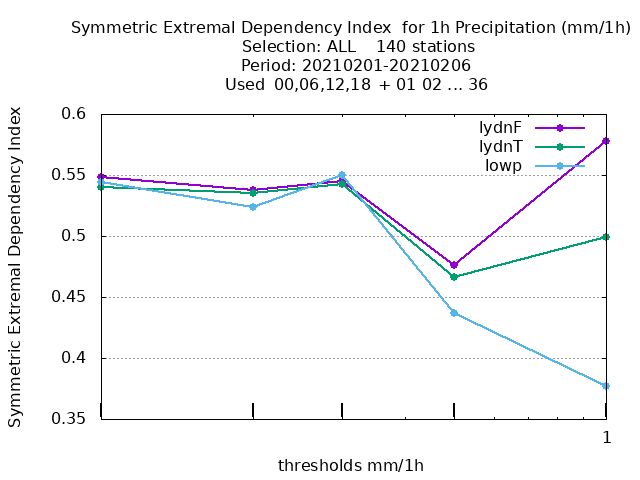 Symmetric Extremal Dependency Index  for 1h Precipitation (mm/1h)
Selection: ALL    140 stations
Period: 20210201-20210206
Used  00,06,12,18  + 01 02 ... 36
Symmetric Extremal Dependency Index
0.6
0.55
0.5
0.45
0.4
0.35
lydnF
lydnT
lowp
1
thresholds mm/1h